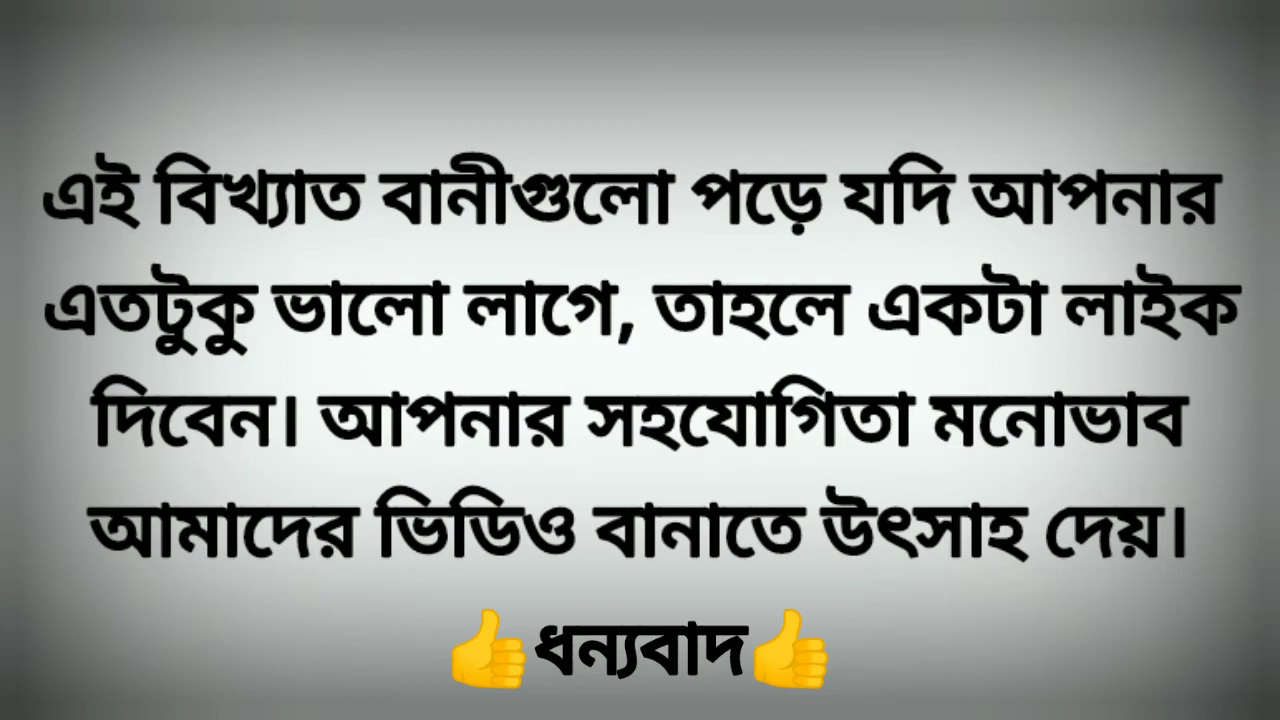 এই বিখ্যাত বানীগুলো পড়ে যদি আপনার
এতটুকু ভালো লাগে, তাহলে একটা লাইক
দিবেন। আপনার সহযোগিতা মনোভাব
আমাদের ভিডিও বানাতে উৎসাহ দেয়।
👍ধন্যবাদ👍